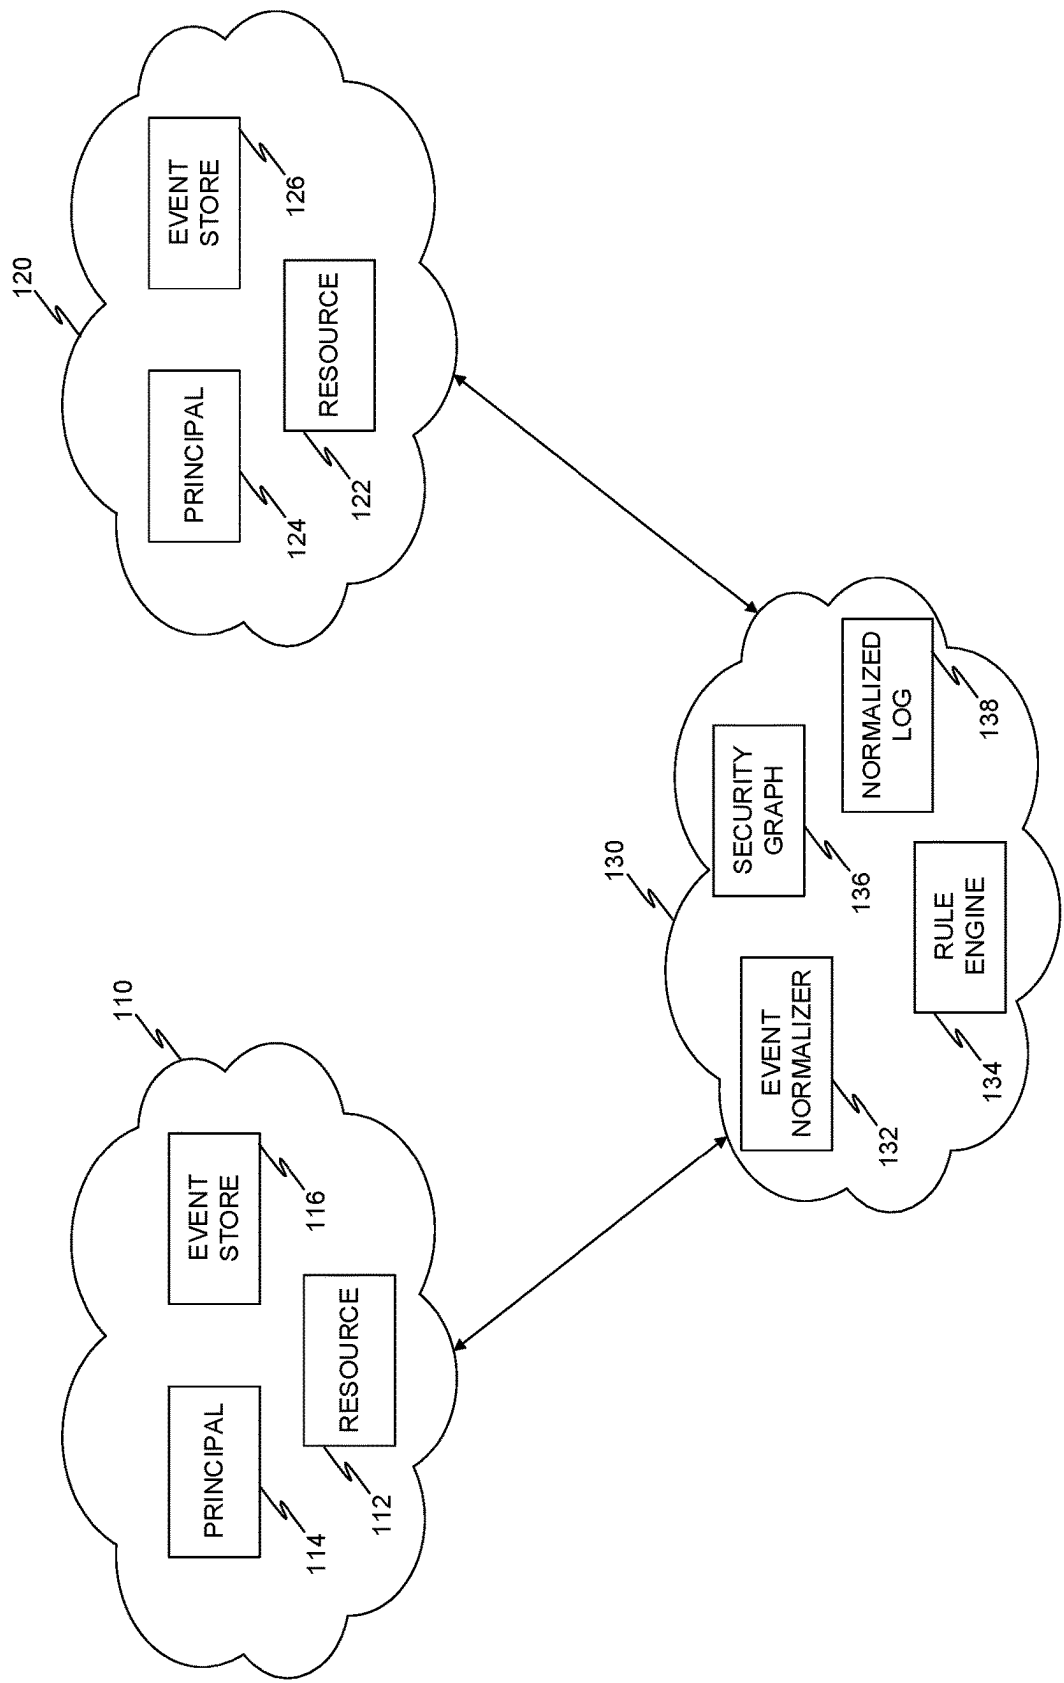 110
PRINCIPAL
114
EVENT
STORE
116
RESOURCE
112
120
PRINCIPAL
124
EVENT
STORE
126
RESOURCE
122
130
EVENT
NORMALIZER
132
SECURITY
GRAPH
136
RULE
ENGINE
134
NORMALIZED
LOG
138